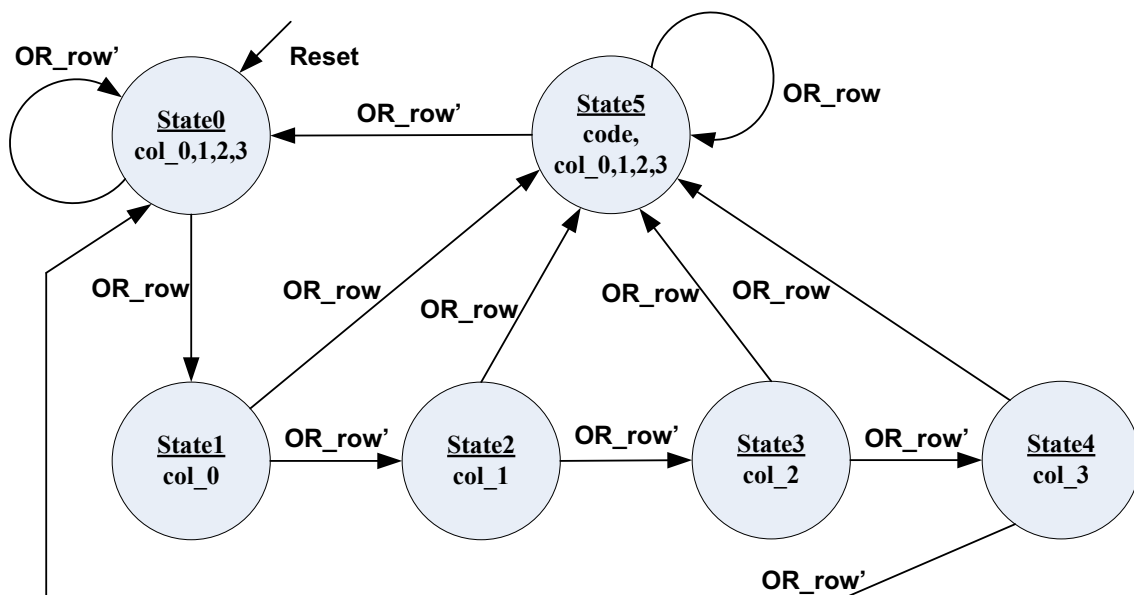 OR_row’
Reset
State0
col_0,1,2,3
OR_row’
State5
code,
col_0,1,2,3
OR_row
OR_row
OR_row
OR_row
OR_row
OR_row
State1
col_0
OR_row’
State2
col_1
OR_row’
State3
col_2
OR_row’
State4
col_3
OR_row’